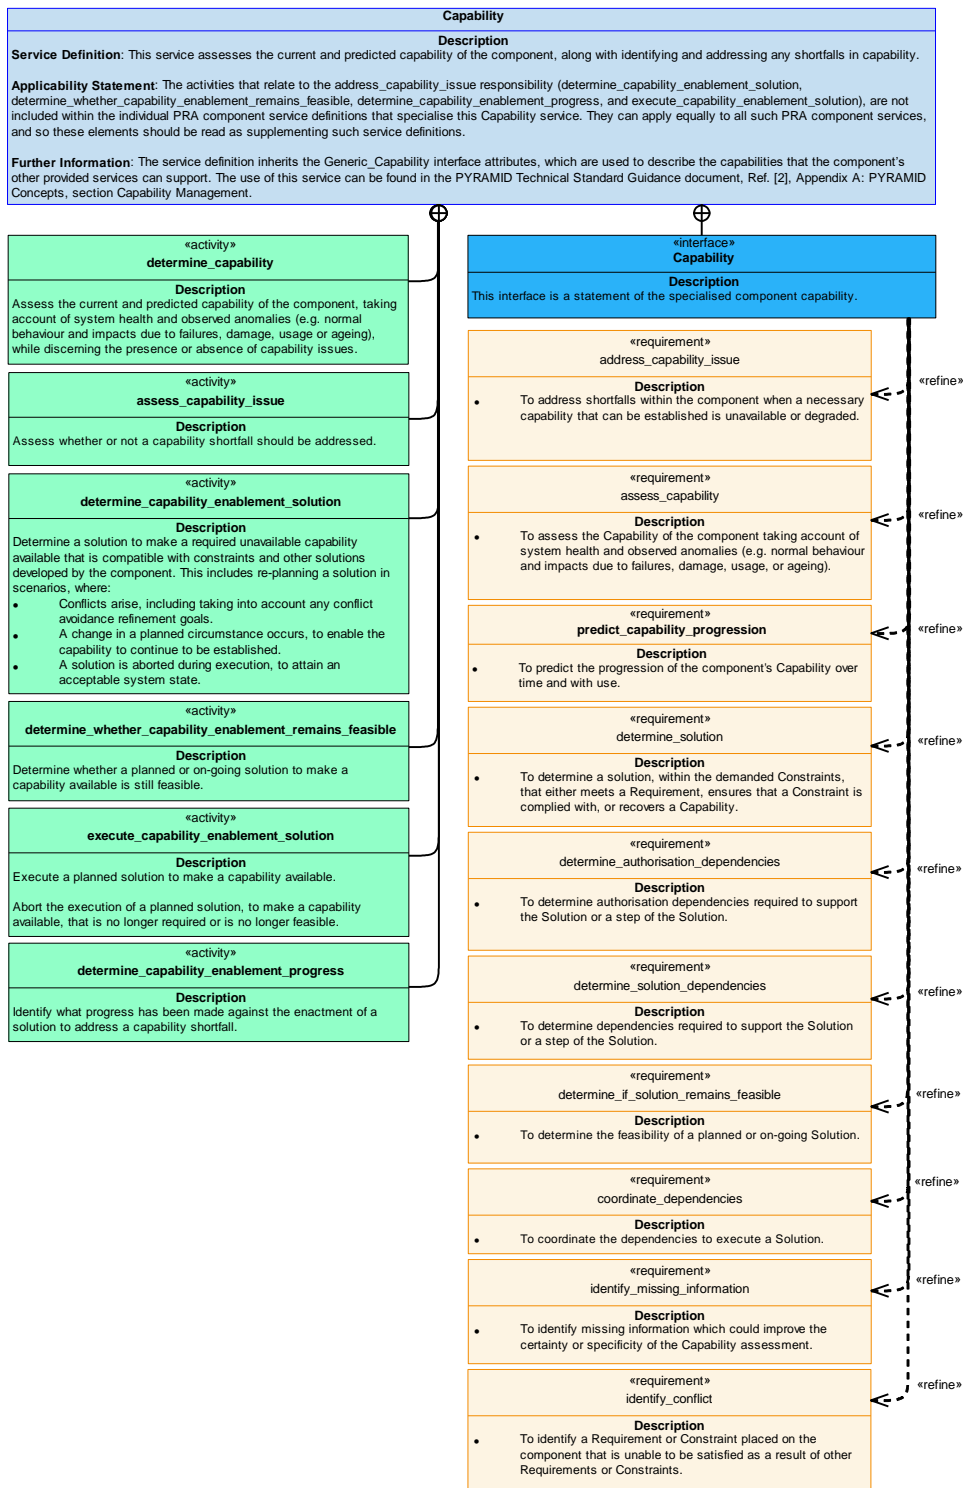 Capability
Description
Service Definition: This service assesses the current and predicted capability of the component, along with identifying and addressing any shortfalls in capability.
Applicability Statement: The activities that relate to the address_capability_issue responsibility (determine_capability_enablement_solution,
determine_whether_capability_enablement_remains_feasible, determine_capability_enablement_progress, and execute_capability_enablement_solution), are not
included within the individual PRA component service definitions that specialise this Capability service. They can apply equally to all such PRA component services,
and so these elements should be read as supplementing such service definitions.
Further Information: The service definition inherits the Generic_Capability interface attributes, which are used to describe the capabilities that the component's
other provided services can support. The use of this service can be found in the PYRAMID Technical Standard Guidance document, Ref. [2], Appendix A: PYRAMID
Concepts, section Capability Management.
«activity»
determine_capability
Description
Assess the current and predicted capability of the component, taking
account of system health and observed anomalies (e.g. normal
behaviour and impacts due to failures, damage, usage or ageing),
while discerning the presence or absence of capability issues.
«activity»
assess_capability_issue
Description
Assess whether or not a capability shortfall should be addressed.
«activity»
determine_capability_enablement_solution
Description
Determine a solution to make a required unavailable capability
available that is compatible with constraints and other solutions
developed by the component. This includes re-planning a solution in
scenarios, where:
• Conflicts arise, including taking into account any conflict
avoidance refinement goals.
• A change in a planned circumstance occurs, to enable the
capability to continue to be established.
• A solution is aborted during execution, to attain an
acceptable system state.
«activity»
determine_whether_capability_enablement_remains_feasible
Description
Determine whether a planned or on-going solution to make a
capability available is still feasible.
«activity»
execute_capability_enablement_solution
Description
Execute a planned solution to make a capability available.
Abort the execution of a planned solution, to make a capability
available, that is no longer required or is no longer feasible.
«activity»
determine_capability_enablement_progress
Description
Identify what progress has been made against the enactment of a
solution to address a capability shortfall.
«interface»
Capability
Description
This interface is a statement of the specialised component capability.
«requirement»
address_capability_issue
Description
• To address shortfalls within the component when a necessary
capability that can be established is unavailable or degraded.
«refine»
«requirement»
assess_capability
Description
• To assess the Capability of the component taking account of
system health and observed anomalies (e.g. normal behaviour
and impacts due to failures, damage, usage, or ageing).
«refine»
«requirement»
predict_capability_progression
Description
• To predict the progression of the component's Capability over
time and with use.
«refine»
«requirement»
determine_solution
Description
• To determine a solution, within the demanded Constraints,
that either meets a Requirement, ensures that a Constraint is
complied with, or recovers a Capability.
«refine»
«requirement»
determine_authorisation_dependencies
Description
• To determine authorisation dependencies required to support
the Solution or a step of the Solution.
«refine»
«requirement»
determine_solution_dependencies
Description
• To determine dependencies required to support the Solution
or a step of the Solution.
«refine»
«requirement»
determine_if_solution_remains_feasible
Description
• To determine the feasibility of a planned or on-going Solution.
«refine»
«requirement»
coordinate_dependencies
Description
• To coordinate the dependencies to execute a Solution.
«refine»
«requirement»
identify_missing_information
Description
• To identify missing information which could improve the
certainty or specificity of the Capability assessment.
«refine»
«requirement»
identify_conflict
Description
• To identify a Requirement or Constraint placed on the
component that is unable to be satisfied as a result of other
Requirements or Constraints.
«refine»